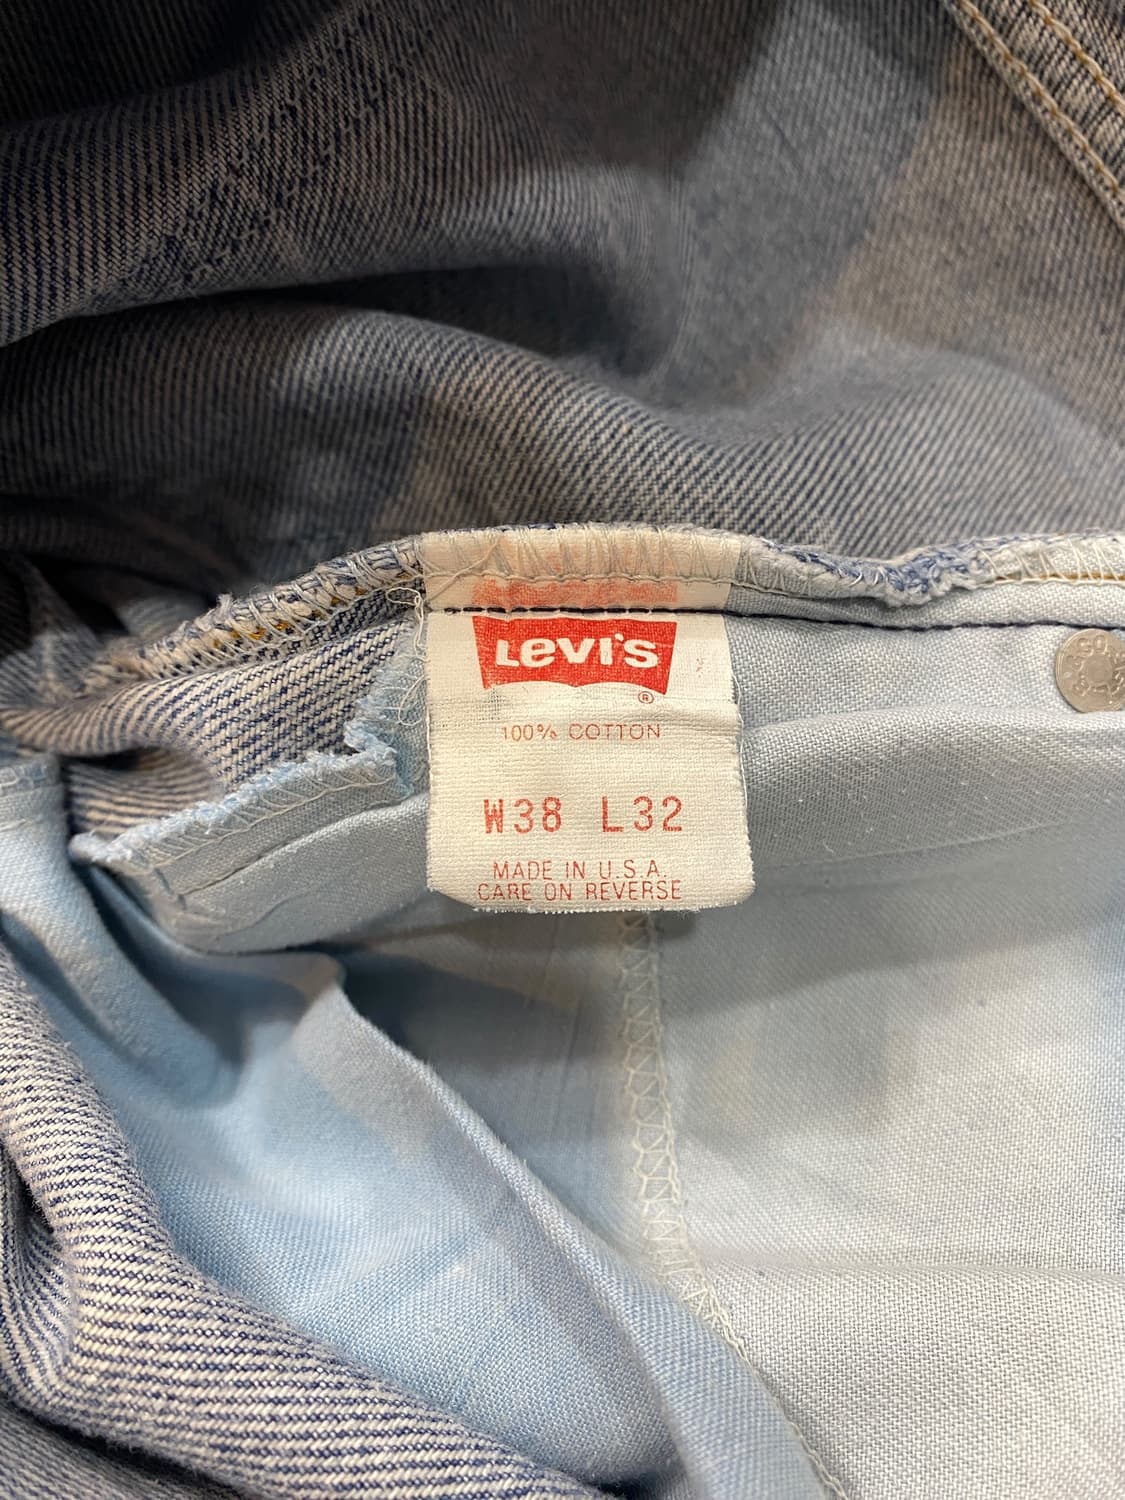 Levi's
®
100% COTTON
W38 L32
MADE IN U.S.A.
CARE ON REVERSE